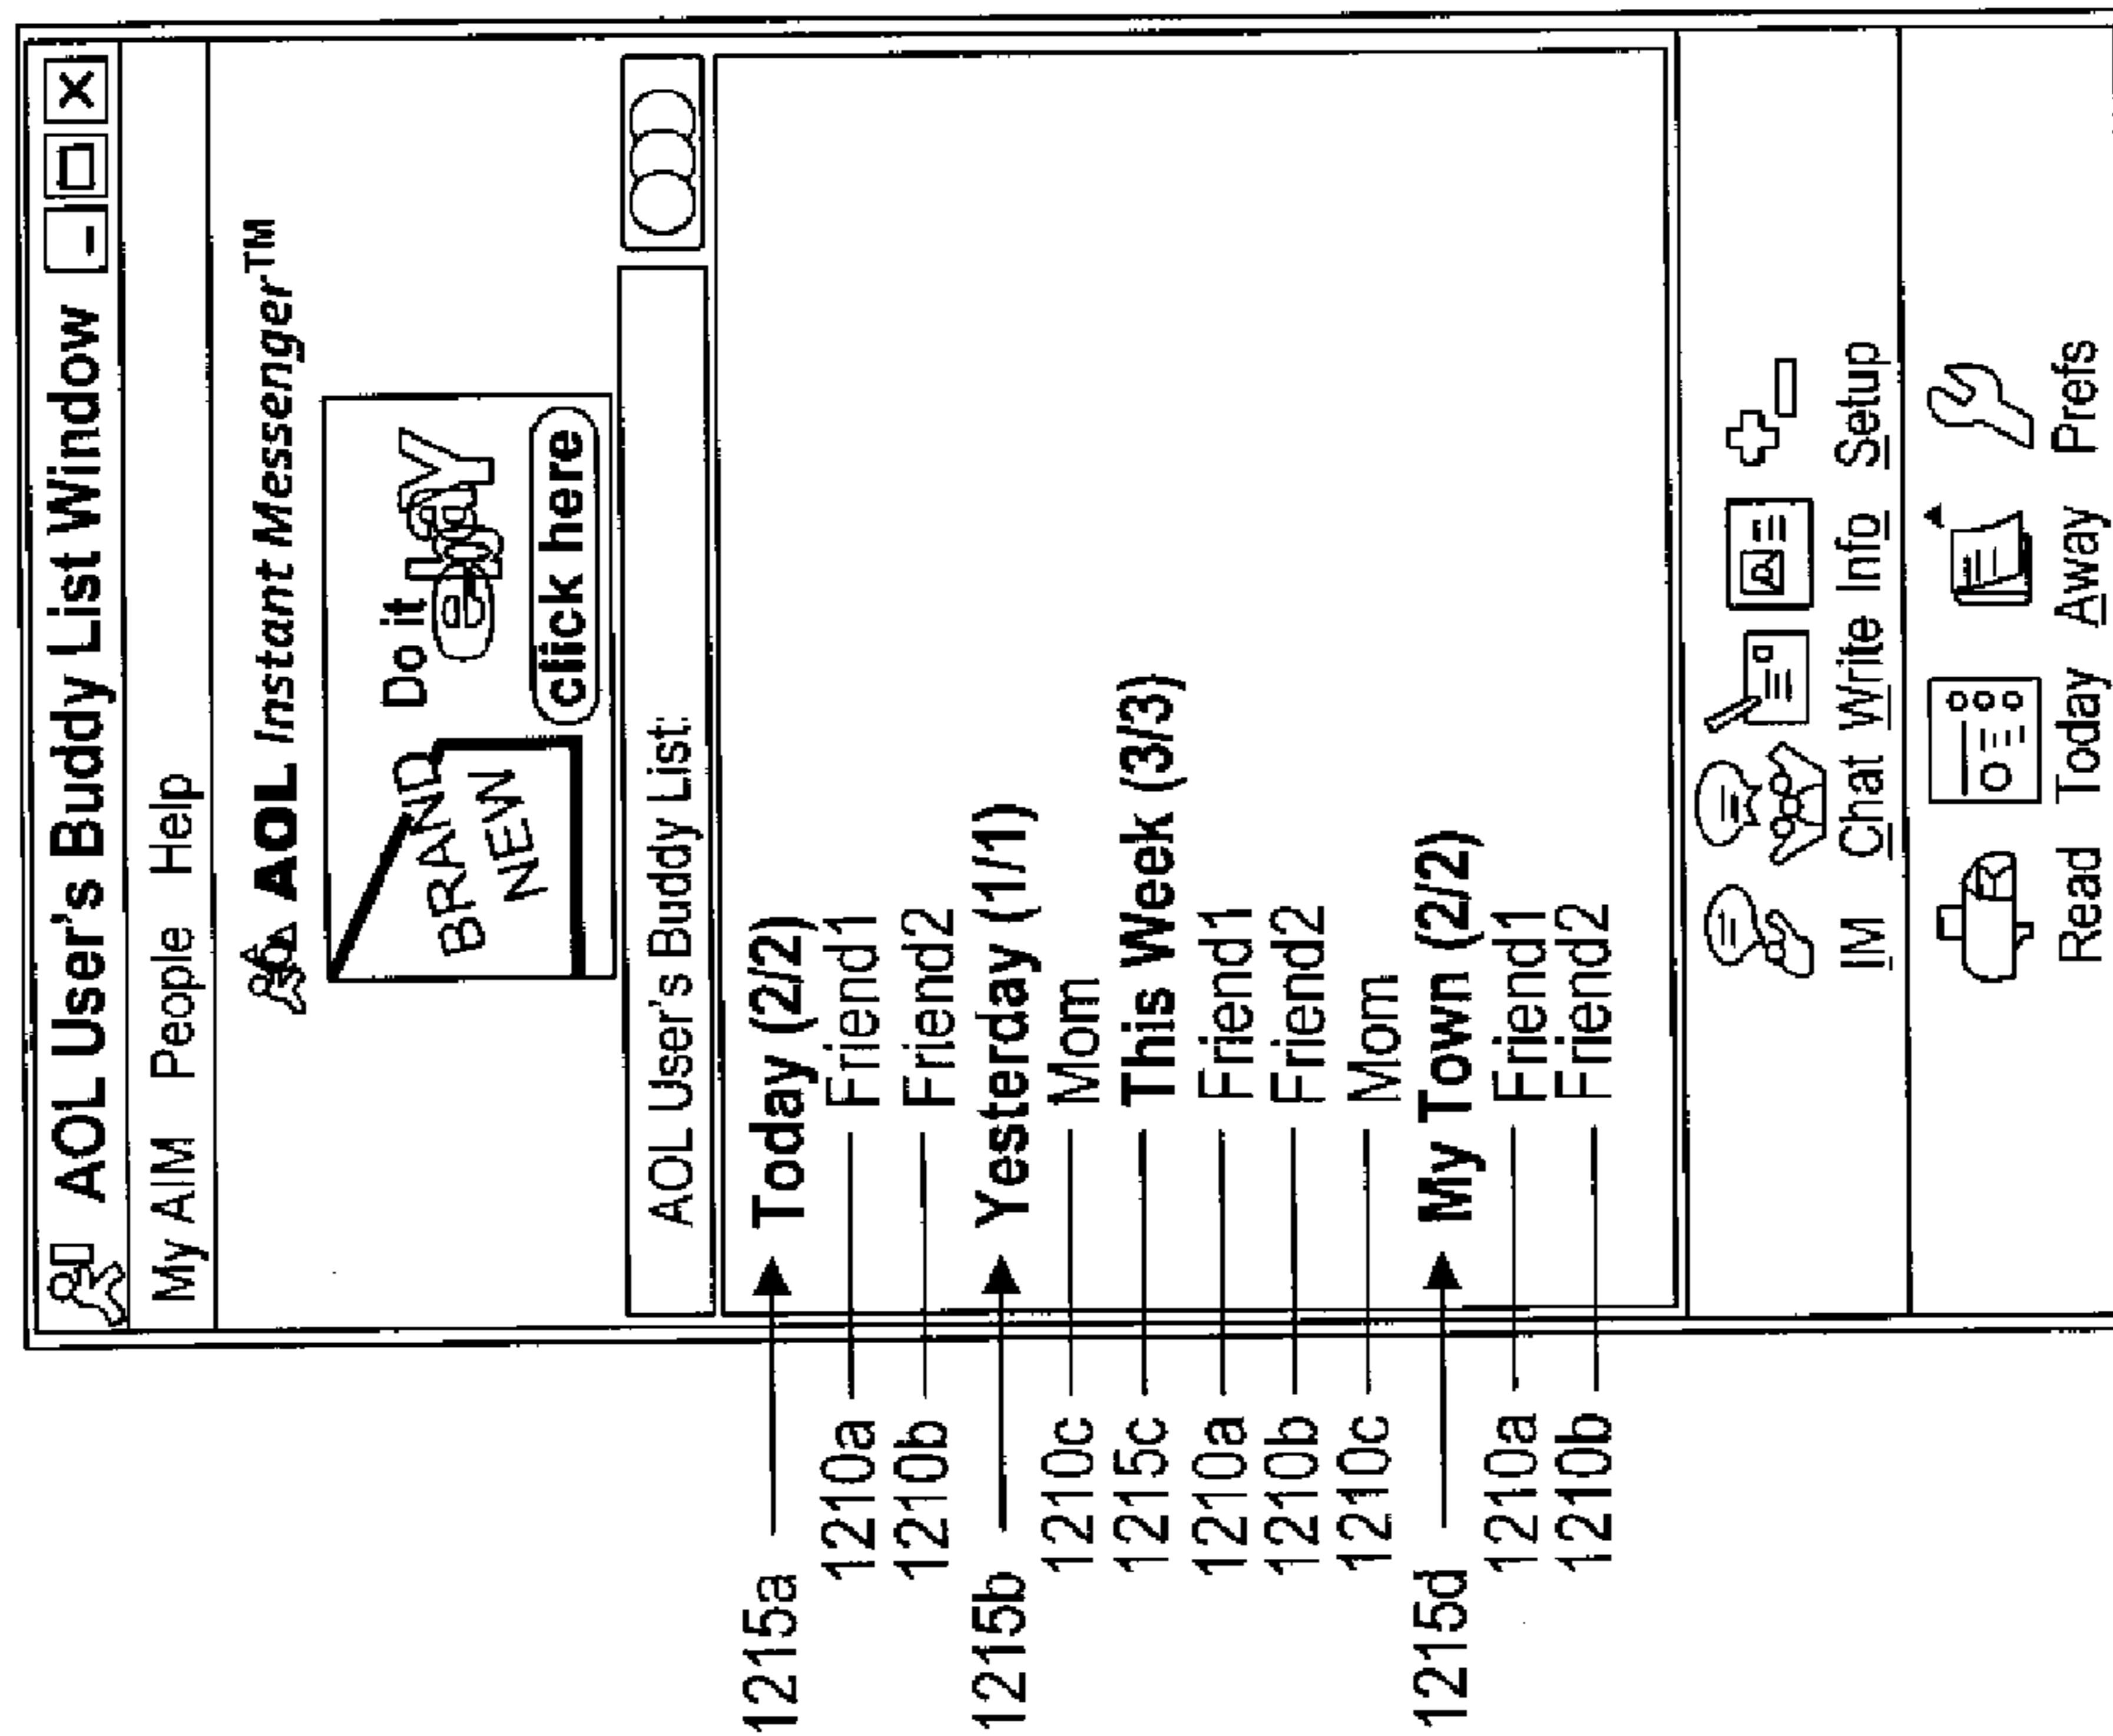 AOL User's Buddy List Window
My AIM People Help
AOL Instant Messenger™
BRAND
NEW
Do it
ebay
click here
AOL User's Buddy List:
1215a Today (2/2)
1210a Friend1
1210b Friend2
1215b Yesterday (1/1)
1210c Mom
1215c This Week (3/3)
1210a Friend1
1210b Friend2
1210c Mom
1215d My Town (2/2)
1210a Friend1
1210b Friend2
IM Chat Write Info Setup
Read Today Away Prefs